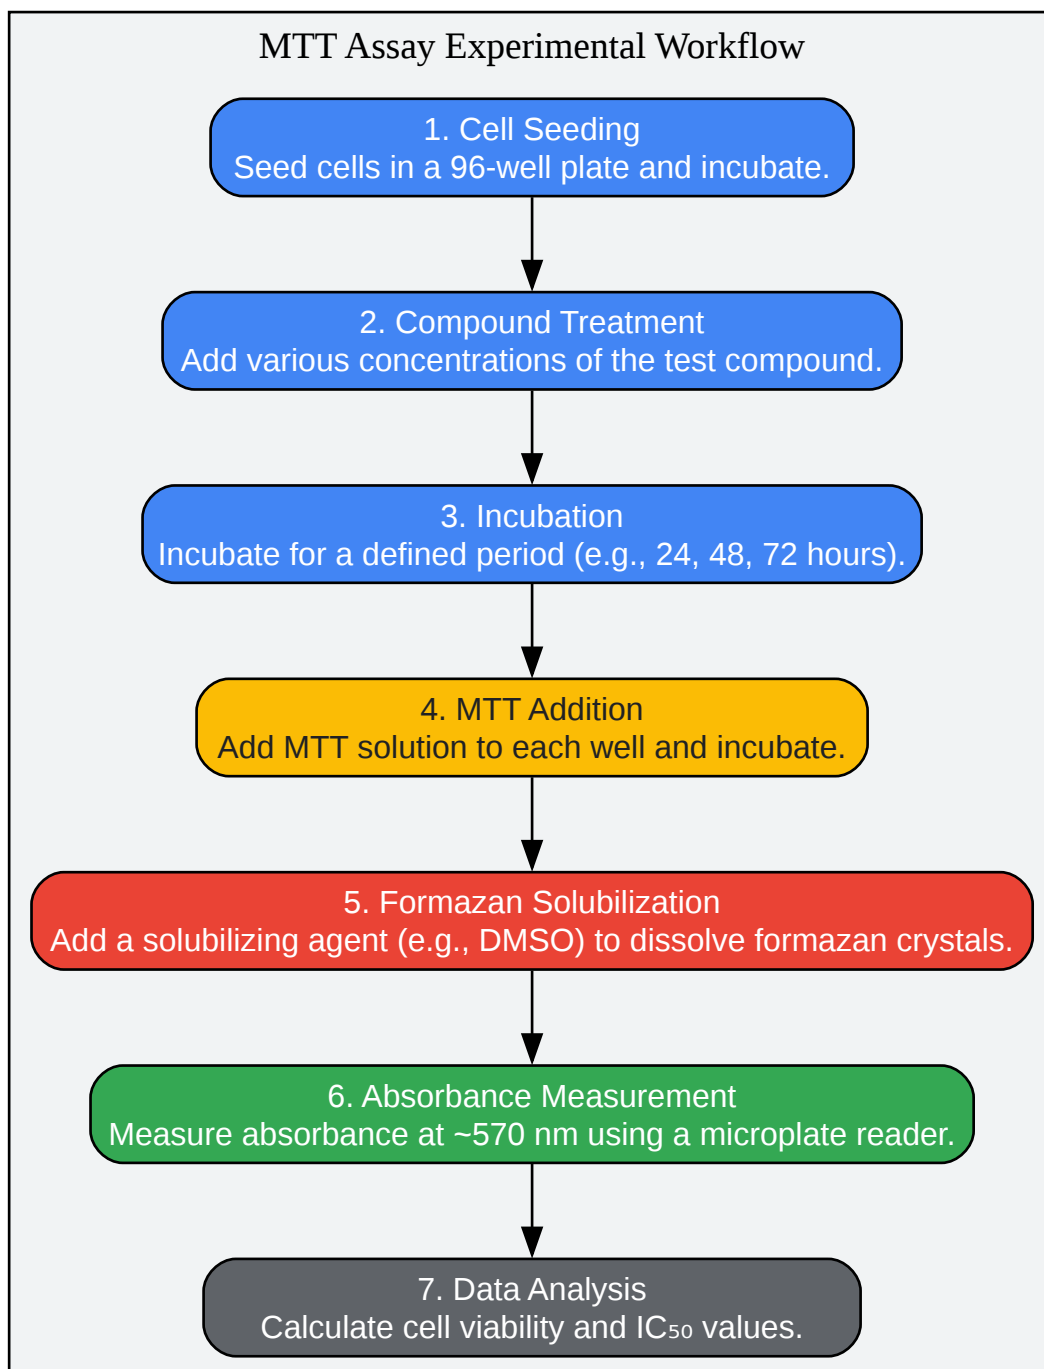 MTT Assay Experimental Workflow
1. Cell Seeding
Seed cells in a 96-well plate and incubate.
2. Compound Treatment
Add various concentrations of the test compound.
3. Incubation
Incubate for a defined period (e.g., 24, 48, 72 hours).
4. MTT Addition
Add MTT solution to each well and incubate.
5. Formazan Solubilization
Add a solubilizing agent (e.g., DMSO) to dissolve formazan crystals.
6. Absorbance Measurement
Measure absorbance at ~570 nm using a microplate reader.
7. Data Analysis
Calculate cell viability and IC₅₀ values.